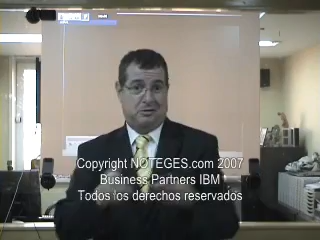 Copyright NOTEGES.com 2007
Business Partners IBM
Todos los derechos reservados